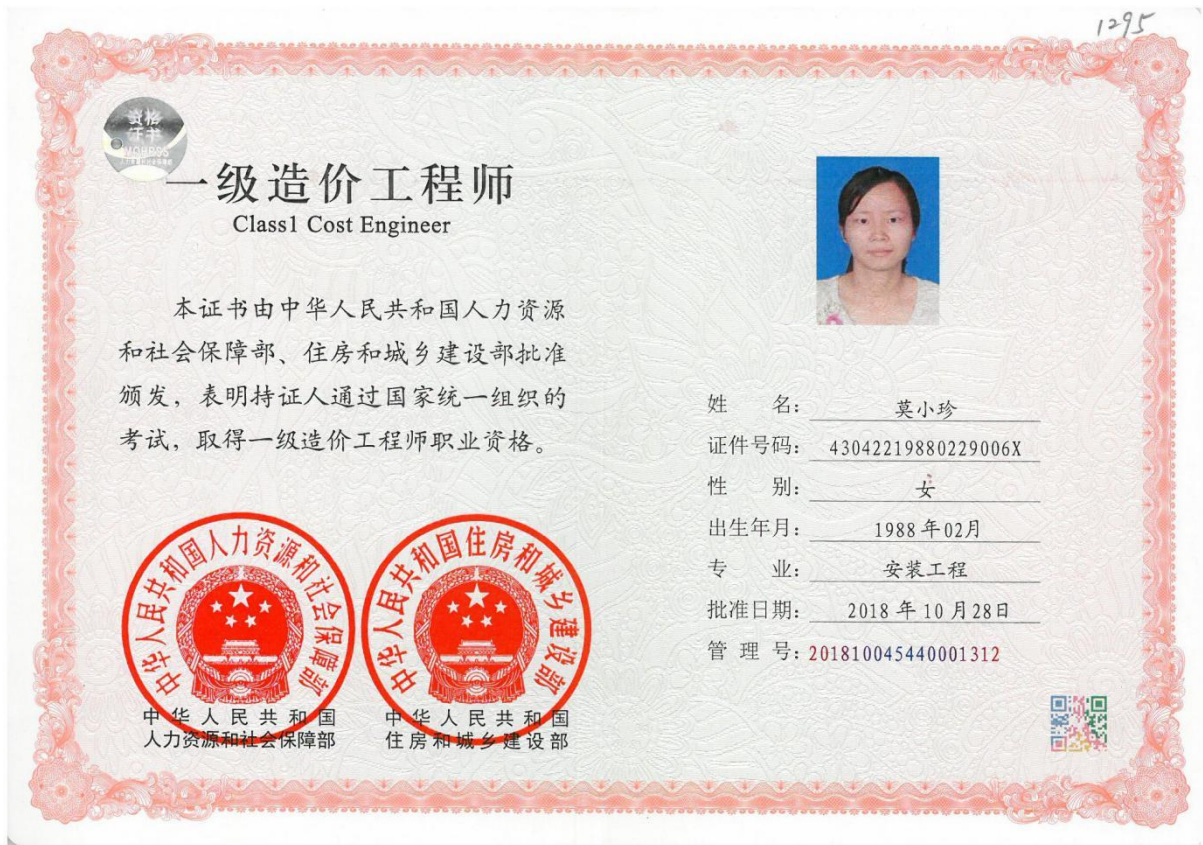 1295
资格
证书
MOHRSS
一级造价工程师
Class1 Cost Engineer
本证书由中华人民共和国人力资源
和社会保障部、住房和城乡建设部批准
颁发，表明持证人通过国家统一组织的
考试，取得一级造价工程师职业资格。
姓 名： 莫小珍
证件号码： 43042219880229006X
性 别： 女
出生年月： 1988年02月
专 业： 安装工程
批准日期： 2018年10月28日
管 理 号：201810045440001312
中华人民共和国人力资源和社会保障部
中华人民共和国住房和城乡建设部
中华人民共和国
人力资源和社会保障部
中华人民共和国
住房和城乡建设部